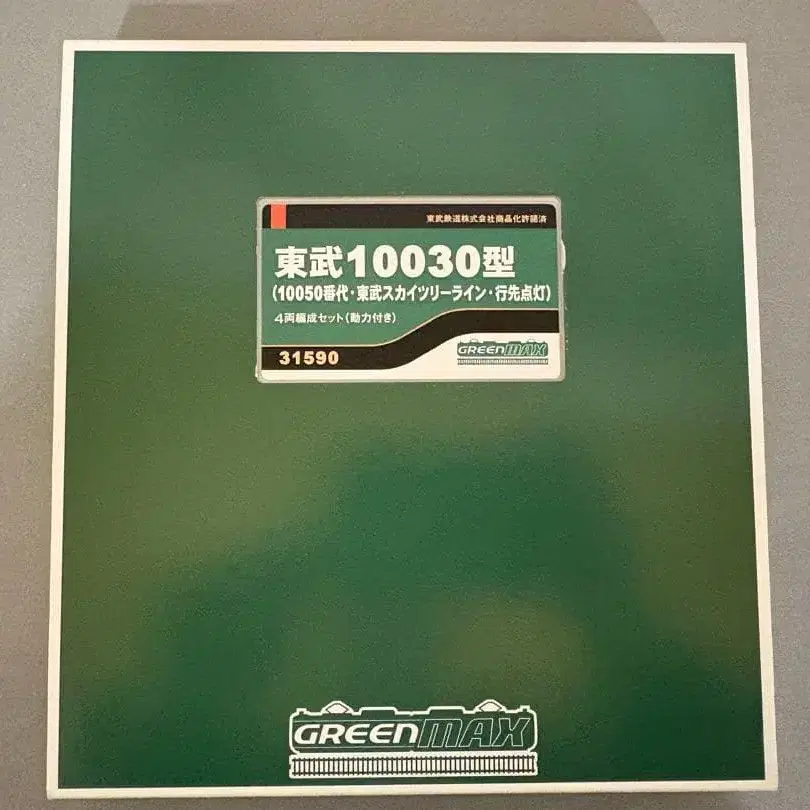 東武鉄道株式会社商品化許諾済
東武10030型
(10050番代・東武スカイツリーライン・行先点灯)
4両編成セット(動力付き)
31590
GREENMAX
GREENMAX